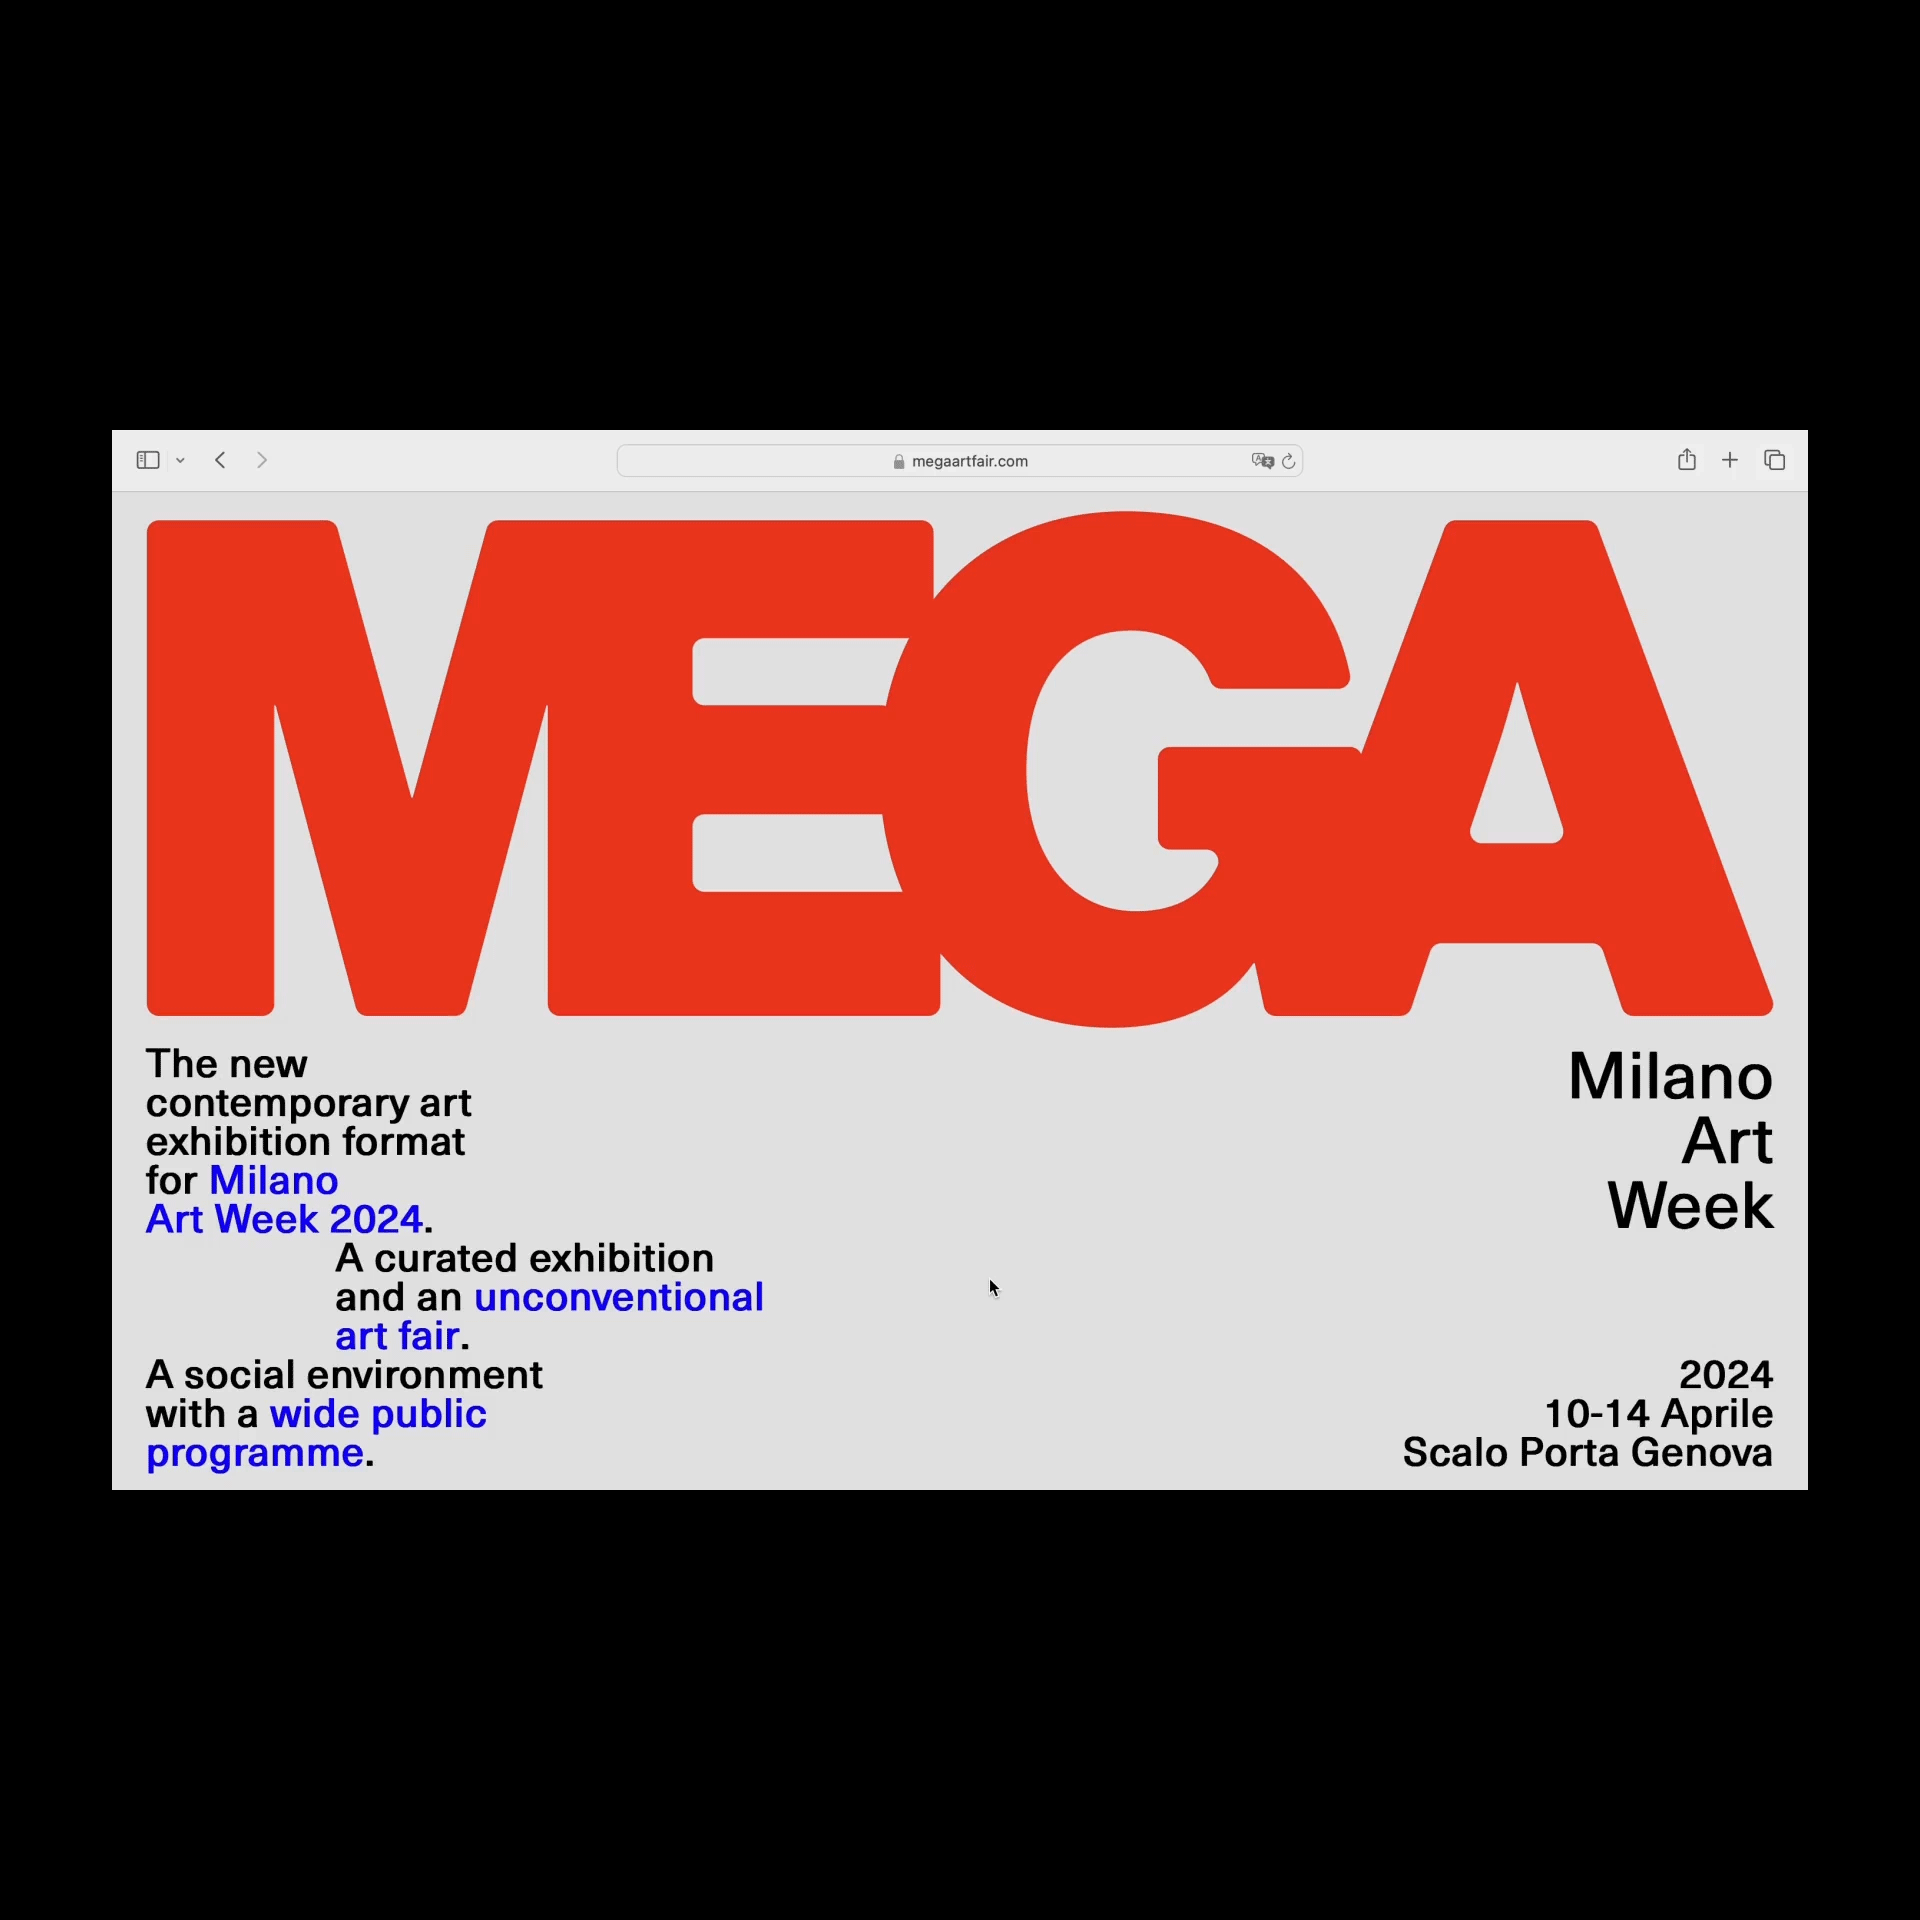 megaartfair.com
MEGA
The new
contemporary art
exhibition format
for Milano
Art Week 2024.
A curated exhibition
and an unconventional
art fair.
A social environment
with a wide public
programme.
Milano
Art
Week
2024
10-14 Aprile
Scalo Porta Genova